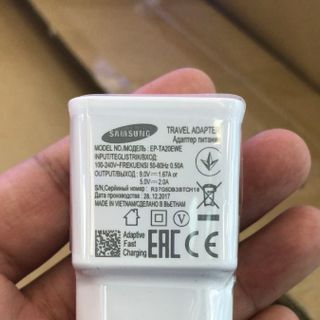 SAMSUNG
TRAVEL ADAPTER
Адаптер питания
MODEL NO./МОДЕЛЬ: EP-TA20EWE
INPUT/TEGLISTRIK/ВХОД:
100-240V~FREKUENSI 50-60Hz 0.50A
OUTPUT/ВЫХОД : 9.0V⎓1.67A or
5.0V⎓2.0A
S/N,Серийный номер:
Дата производства: 28.12.2017
MADE IN VIETNAM/СДЕЛАНО В ВЬЕТНАМ
Adaptive
Fast
Charging
EAC CE